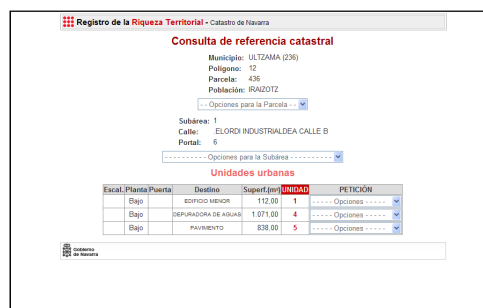 Registro de la Riqueza Territorial - Catastro de Navarra
Consulta de referencia catastral
Municipio: ULTZAMA (236)
Polígono: 12
Parcela: 436
Población: IRAIZOTZ
- - Opciones para la Parcela - -
Subárea: 1
Calle: .ELORDI INDUSTRIALDEA CALLE B
Portal: 6
- - - - - - - - - - Opciones para la Subárea - - - - - - - - - -
Unidades urbanas
Escal. Planta Puerta Destino Superf.(m²) UNIDAD PETICIÓN
Bajo EDIFICIO MENOR 112,00 1 - - - - - Opciones - - - - -
Bajo DEPURADORA DE AGUAS 1.071,00 4 - - - - - Opciones - - - - -
Bajo PAVIMENTO 838,00 5 - - - - - Opciones - - - - -
Gobierno
de Navarra